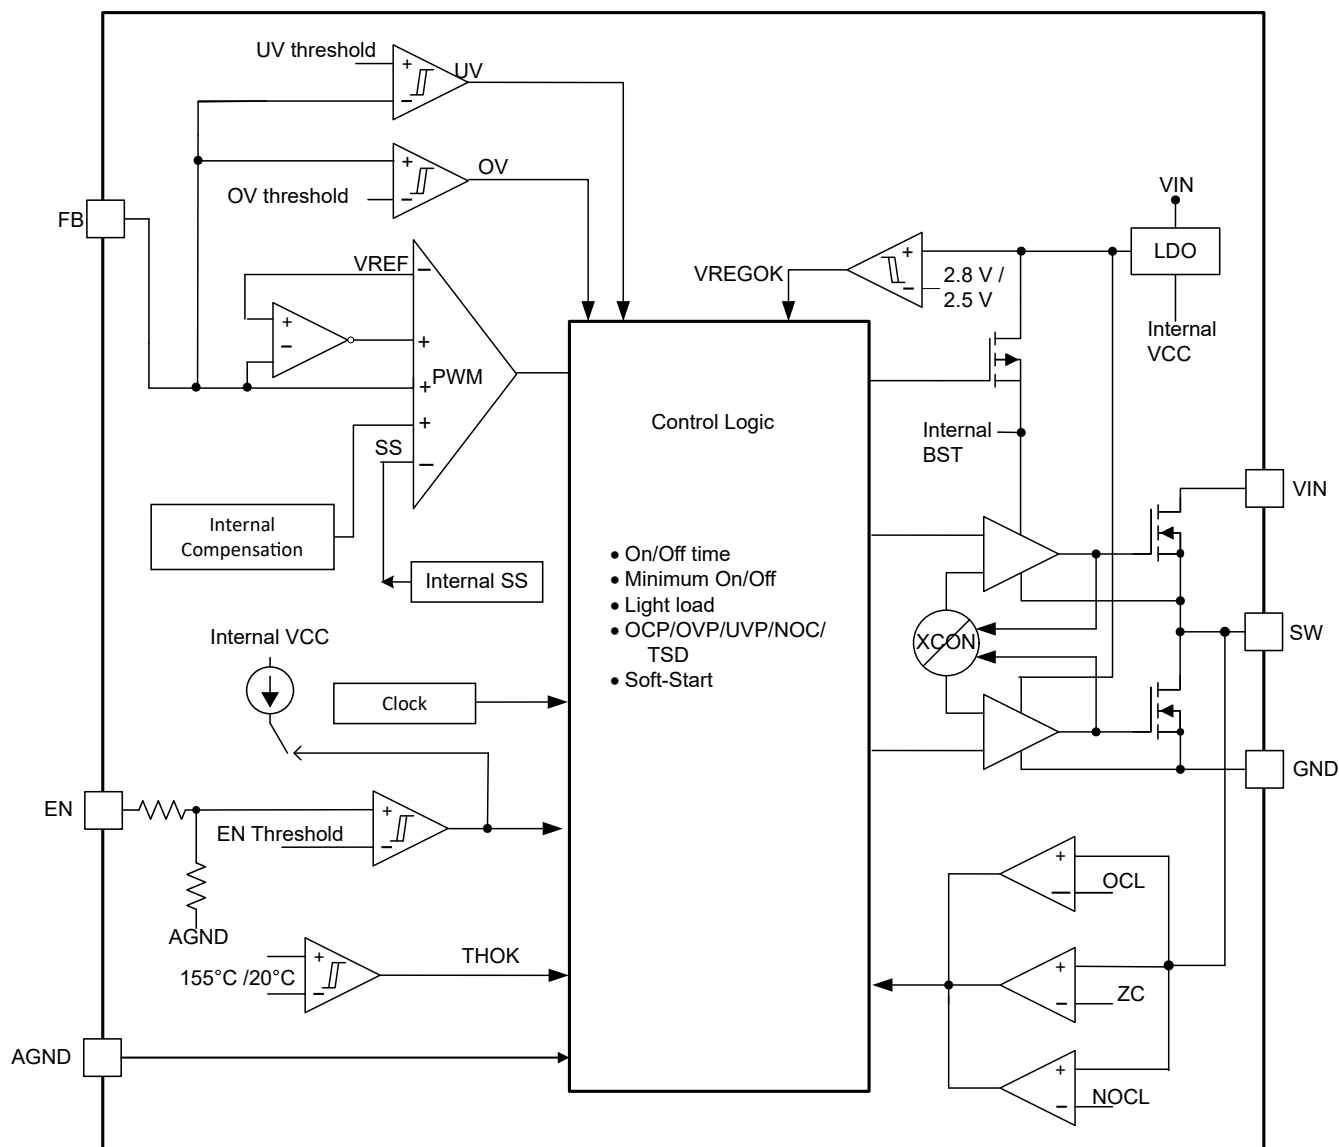 UV threshold
+
UV
−
+
OV
OV threshold
−
FB
VIN
LDO
VREF
−
VREGOK
+
−
2.8 V /
2.5 V
+
−
+
Internal
VCC
+
PWM
+
SS
−
Control Logic
Internal
BST
VIN
Internal
Compensation
• On/Off time
• Minimum On/Off
• Light load
• OCP/OVP/UVP/NOC/
TSD
• Soft-Start
Internal SS
Internal VCC
XCON
SW
Clock
GND
EN
+
EN Threshold
−
AGND
+
OCL
−
THOK
+
155°C /20°C
−
+
ZC
−
AGND
+
NOCL
−